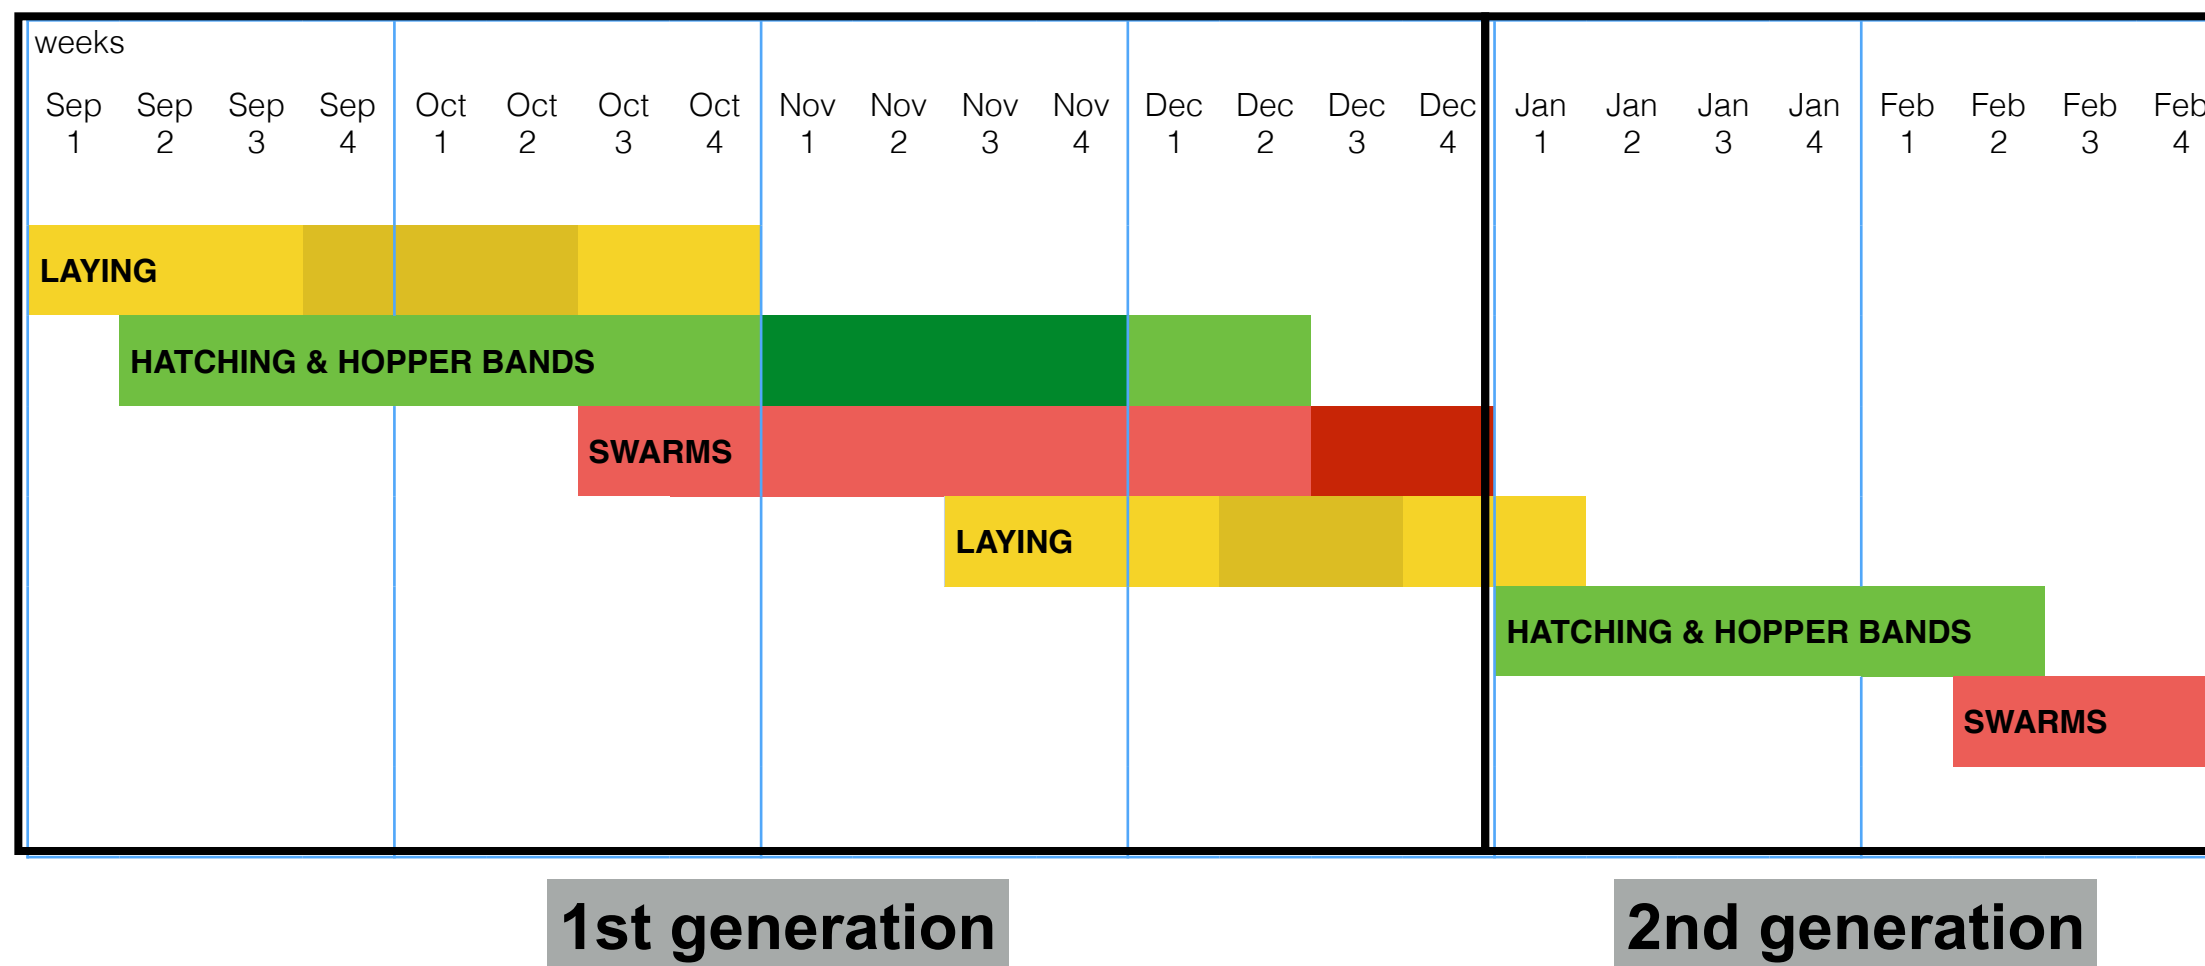 weeks
Sep Sep Sep Sep Oct Oct Oct Oct Nov Nov Nov Nov Dec Dec Dec Dec Jan Jan Jan Jan Feb Feb Feb Feb
1 2 3 4 1 2 3 4 1 2 3 4 1 2 3 4 1 2 3 4 1 2 3 4
LAYING
HATCHING & HOPPER BANDS
SWARMS
LAYING
HATCHING & HOPPER BANDS
SWARMS
1st generation 2nd generation